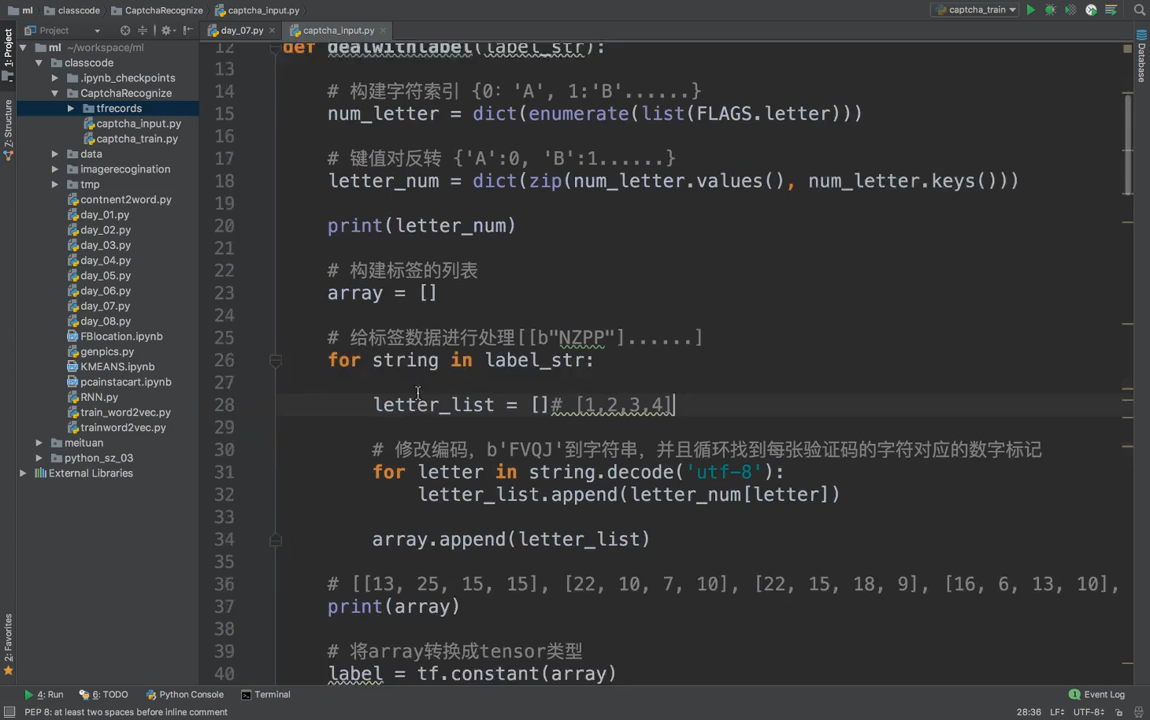 ml
classcode
CaptchaRecognize
captcha_input.py
captcha_train
Project
day_07.py
captcha_input.py
1: Project
7: Structure
2: Favorites
Database
ml ~/workspace/ml
classcode
.ipynb_checkpoints
CaptchaRecognize
tfrecords
captcha_input.py
captcha_train.py
data
imagerecogination
tmp
contnent2word.py
day_01.py
day_02.py
day_03.py
day_04.py
day_05.py
day_06.py
day_07.py
day_08.py
FBlocation.ipynb
genpics.py
KMEANS.ipynb
pcainstacart.ipynb
RNN.py
train_word2vec.py
trainword2vec.py
meituan
python_sz_03
External Libraries
12 def dealwithlabel(label_str):
13
14 # 构建字符索引 {0：'A', 1:'B'......}
15 num_letter = dict(enumerate(list(FLAGS.letter)))
16
17 # 键值对反转 {'A':0, 'B':1......}
18 letter_num = dict(zip(num_letter.values(), num_letter.keys()))
19
20 print(letter_num)
21
22 # 构建标签的列表
23 array = []
24
25 # 给标签数据进行处理[[b"NZPP"]......]
26 for string in label_str:
27
28 letter_list = []# [1,2,3,4]
29
30 # 修改编码，b'FVQJ'到字符串，并且循环找到每张验证码的字符对应的数字标记
31 for letter in string.decode('utf-8'):
32 letter_list.append(letter_num[letter])
33
34 array.append(letter_list)
35
36 # [[13, 25, 15, 15], [22, 10, 7, 10], [22, 15, 18, 9], [16, 6, 13, 10],
37 print(array)
38
39 # 将array转换成tensor类型
40 label = tf.constant(array)
4: Run
6: TODO
Python Console
Terminal
Event Log
PEP 8: at least two spaces before inline comment
28:36 LF UTF-8